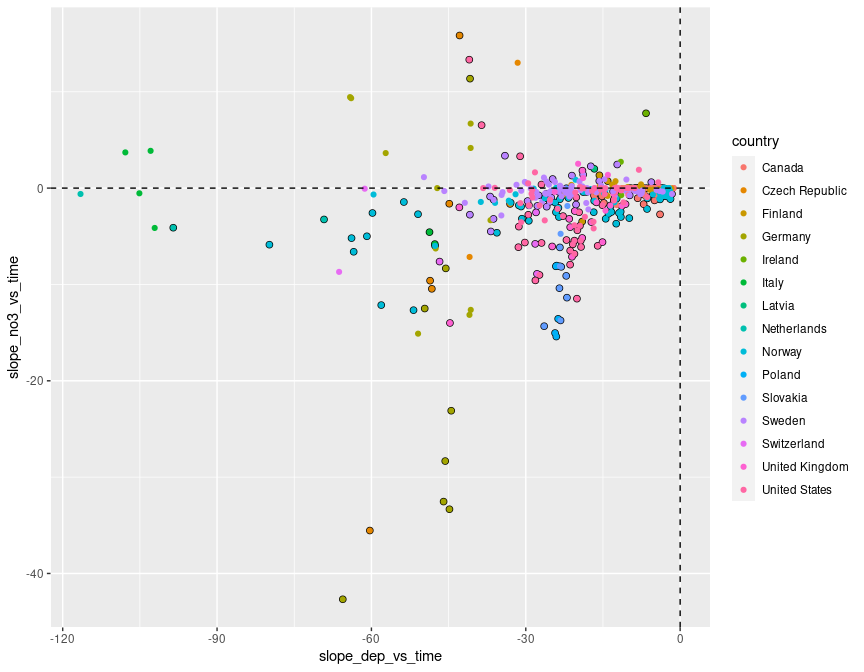 country
Canada
Czech Republic
Finland
Germany
Ireland
Italy
Latvia
Netherlands
Norway
Poland
Slovakia
Sweden
Switzerland
United Kingdom
United States
slope_no3_vs_time
0
-20
-40
-120
-90
-60
-30
0
slope_dep_vs_time